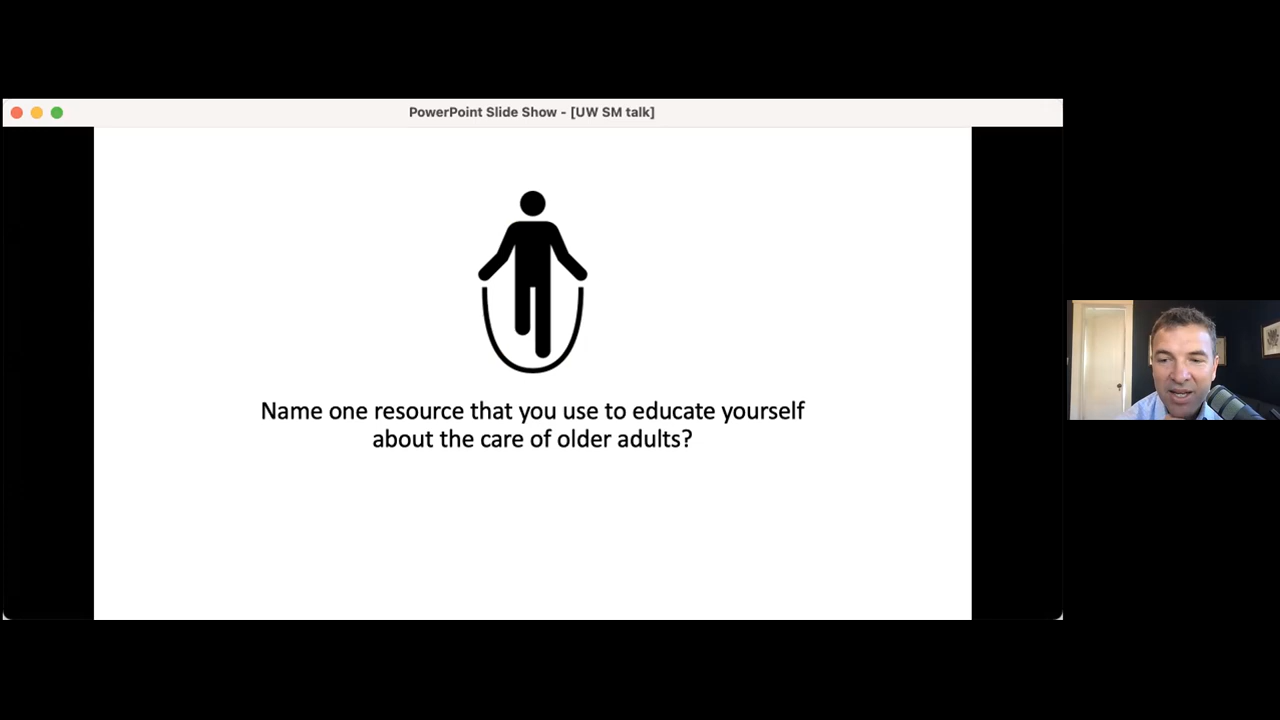 PowerPoint Slide Show - [UW SM talk]
Name one resource that you use to educate yourself
about the care of older adults?